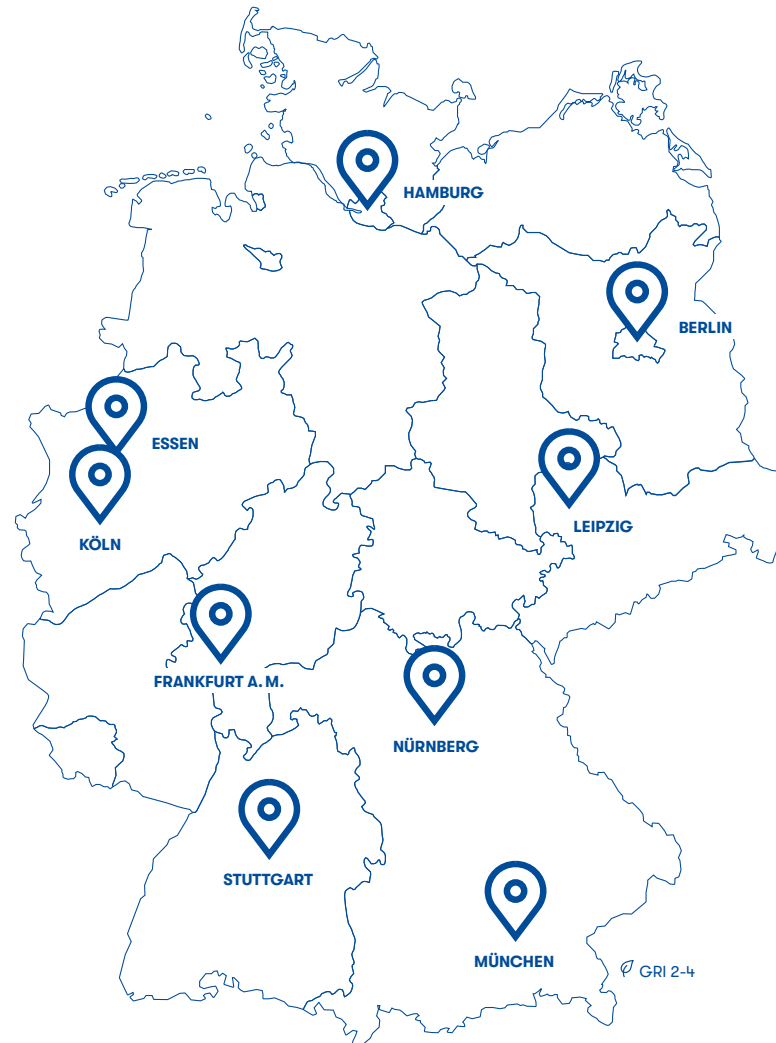 HAMBURG
BERLIN
ESSEN
LEIPZIG
KÖLN
FRANKFURT A. M.
NÜRNBERG
STUTTGART
MÜNCHEN
GRI 2-4